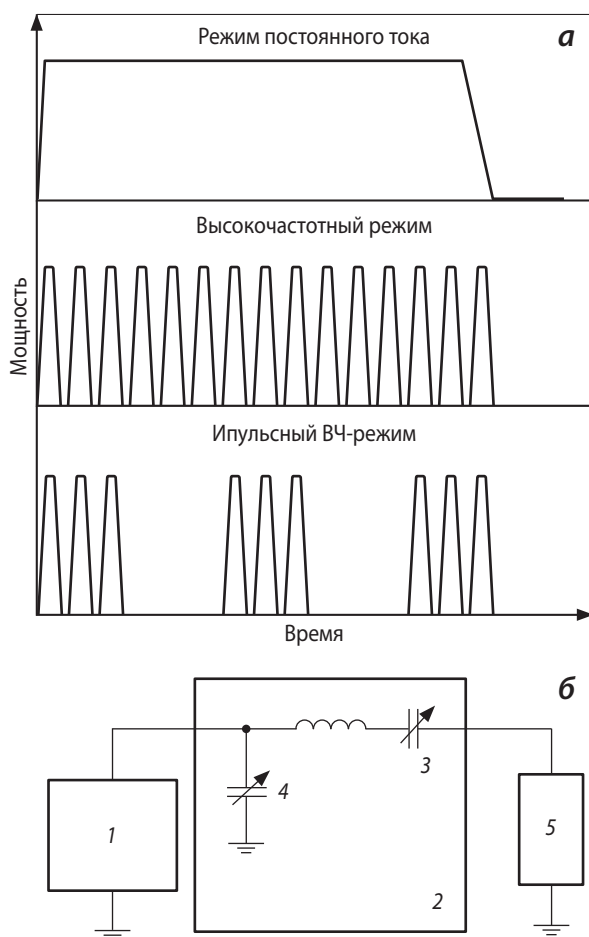 а
Режим постоянного тока
Высокочастотный режим
Мощность
Ипульсный ВЧ-режим
Время
б
3
4
1
5
2